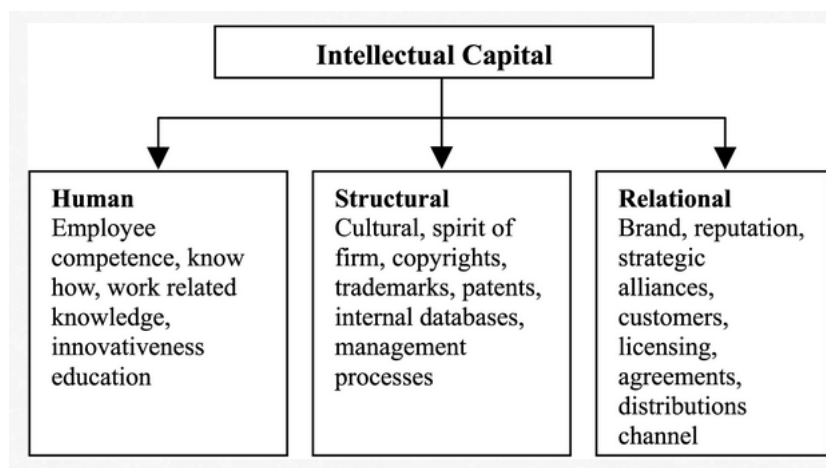 Intellectual Capital
Human
Employee
competence, know
how, work related
knowledge,
innovativeness
education
Structural
Cultural, spirit of
firm, copyrights,
trademarks, patents,
internal databases,
management
processes
Relational
Brand, reputation,
strategic
alliances,
customers,
licensing,
agreements,
distributions
channel